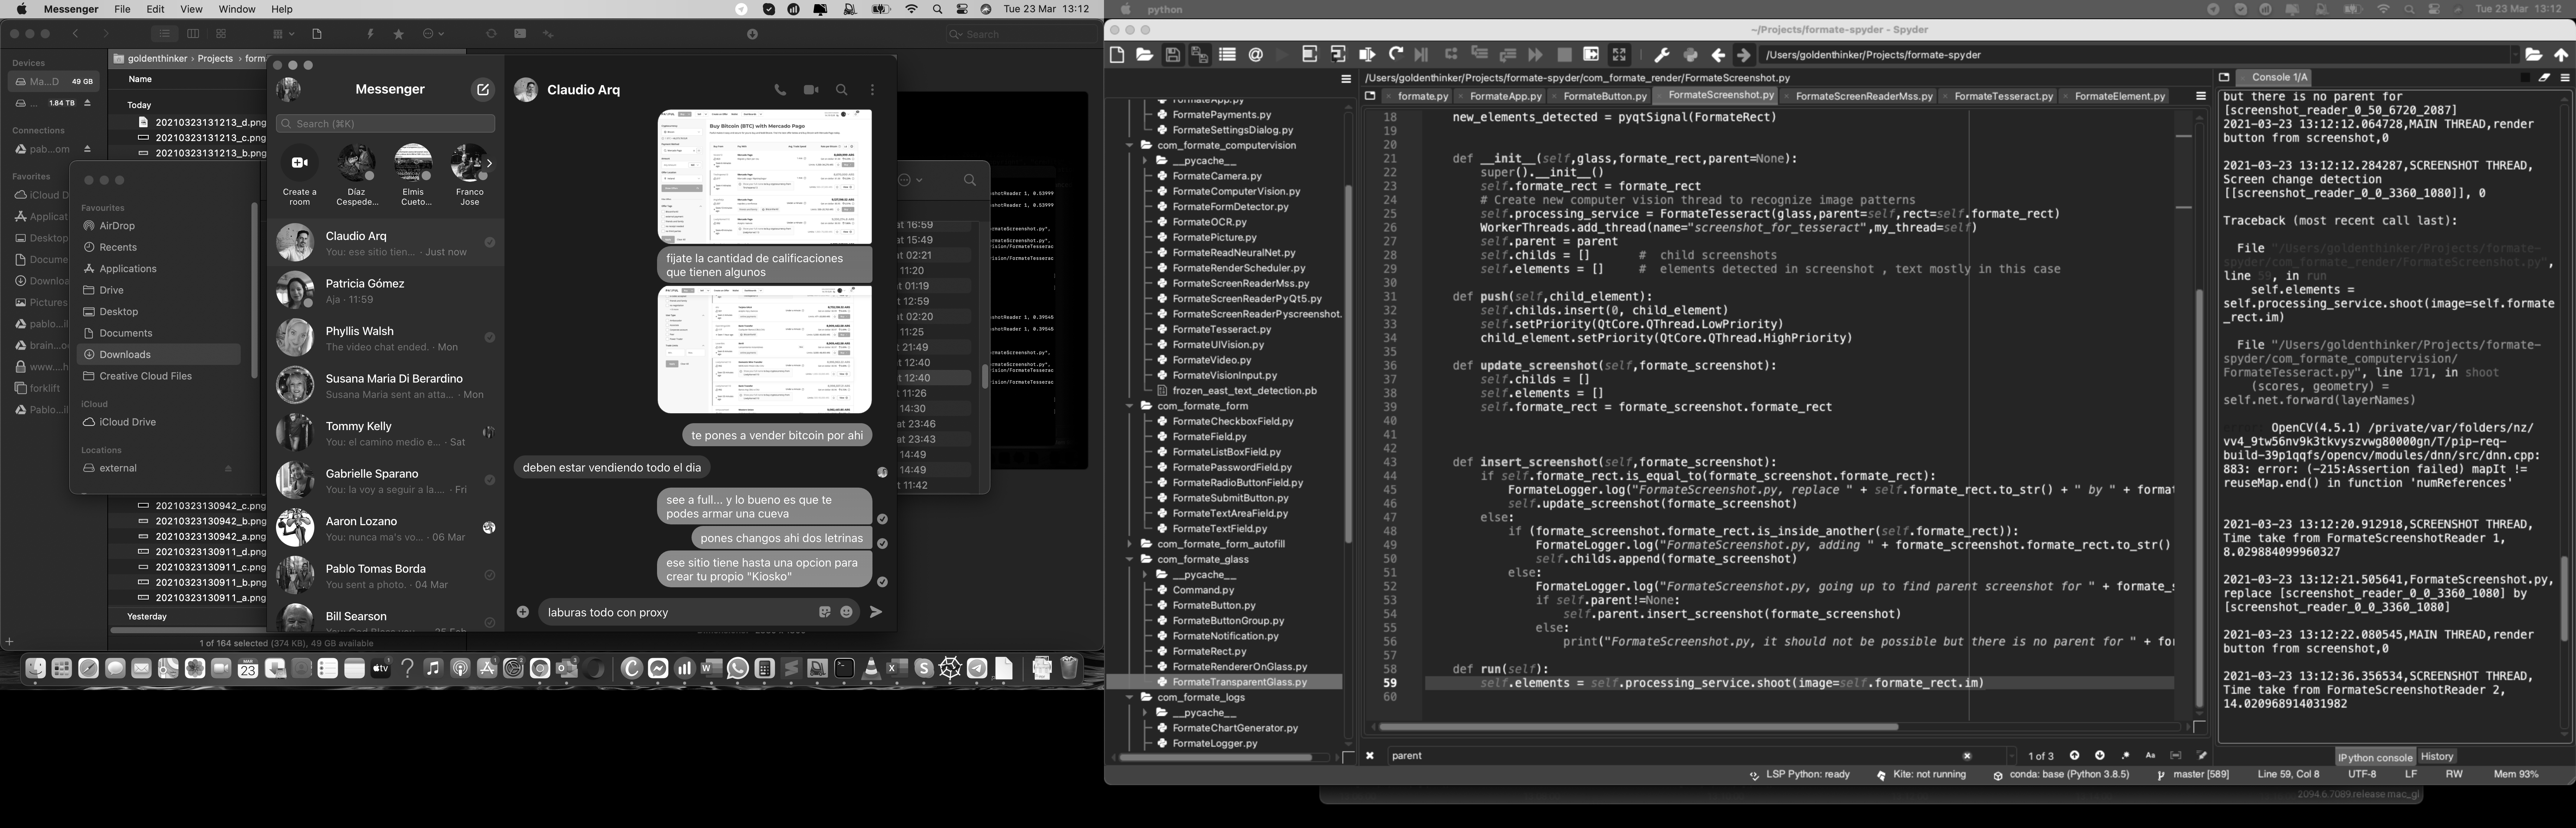 Messenger File Edit View Window Help
Tue 23 Mar 13:12
Search
Devices
Ma...D 49 GB
... 1.84 TB
Connections
pab...om
Favorites
iCloud D
Applicat
Desktop
Docume
Downloa
Pictures
pablo...il
brain...o
www....h
forklift
Pablo...il
goldenthinker › Projects › form
Name
Today
20210323131213_d.png
20210323131213_c.png
20210323131213_b.png
20210323130942_c.png
20210323130942_b.png
20210323130942_a.png
20210323130911_d.png
20210323130911_c.png
20210323130911_b.png
20210323130911_a.png
Yesterday
1 of 164 selected (374 KB), 49 GB available
Favourites
AirDrop
Recents
Applications
Drive
Desktop
Documents
Downloads
Creative Cloud Files
iCloud
iCloud Drive
Locations
external
at 16:59
at 15:49
at 02:21
11:20
at 01:19
12:59
at 02:20
11:25
at 21:49
at 12:40
at 12:40
at 11:26
14:30
at 23:46
at 23:43
14:49
at 14:49
11:42
Messenger
Search (⌘K)
Create a room
Díaz Cespede...
Elmis Cueto...
Franco Jose
Claudio Arq
You: ese sitio tien... · Just now
Patricia Gómez
Aja · 11:59
Phyllis Walsh
The video chat ended. · Mon
Susana Maria Di Berardino
Susana Maria sent an atta... · Mon
Tommy Kelly
You: el camino medio e... · Sat
Gabrielle Sparano
You: la voy a seguir a la.... · Fri
Aaron Lozano
You: nunca ma's vo... · 06 Mar
Pablo Tomas Borda
You sent a photo. · 04 Mar
Bill Searson
Claudio Arq
Buy Bitcoin (BTC) with Mercado Pago
fijate la cantidad de calificaciones
que tienen algunos
te pones a vender bitcoin por ahi
deben estar vendiendo todo el dia
see a full... y lo bueno es que te
podes armar una cueva
pones changos ahi dos letrinas
ese sitio tiene hasta una opcion para
crear tu propio "Kiosko"
laburas todo con proxy
python
Tue 23 Mar 13:12
~/Projects/formate-spyder - Spyder
/Users/goldenthinker/Projects/formate-spyder
FormateApp.py
FormatePayments.py
FormateSettingsDialog.py
com_formate_computervision
__pycache__
FormateCamera.py
FormateComputerVision.py
FormateFormDetector.py
FormateOCR.py
FormatePicture.py
FormateReadNeuralNet.py
FormateRenderScheduler.py
FormateScreenReaderMss.py
FormateScreenReaderPyQt5.py
FormateScreenReaderPyscreenshot.
FormateTesseract.py
FormateUIVision.py
FormateVideo.py
FormateVisionInput.py
frozen_east_text_detection.pb
com_formate_form
FormateCheckboxField.py
FormateField.py
FormateListBoxField.py
FormatePasswordField.py
FormateRadioButtonField.py
FormateSubmitButton.py
FormateTextAreaField.py
FormateTextField.py
com_formate_form_autofill
com_formate_glass
__pycache__
Command.py
FormateButton.py
FormateButtonGroup.py
FormateNotification.py
FormateRect.py
FormateRendererOnGlass.py
FormateTransparentGlass.py
com_formate_logs
__pycache__
FormateChartGenerator.py
FormateLogger.py
/Users/goldenthinker/Projects/formate-spyder/com_formate_render/FormateScreenshot.py
formate.py FormateApp.py FormateButton.py FormateScreenshot.py FormateScreenReaderMss.py FormateTesseract.py FormateElement.py
18 new_elements_detected = pyqtSignal(FormateRect)
19
20
21 def __init__(self,glass,formate_rect,parent=None):
22 super().__init__()
23 self.formate_rect = formate_rect
24 # Create new computer vision thread to recognize image patterns
25 self.processing_service = FormateTesseract(glass,parent=self,rect=self.formate_rect)
26 WorkerThreads.add_thread(name="screenshot_for_tesseract",my_thread=self)
27 self.parent = parent
28 self.childs = [] # child screenshots
29 self.elements = [] # elements detected in screenshot , text mostly in this case
30
31 def push(self,child_element):
32 self.childs.insert(0, child_element)
33 self.setPriority(QtCore.QThread.LowPriority)
34 child_element.setPriority(QtCore.QThread.HighPriority)
35
36 def update_screenshot(self,formate_screenshot):
37 self.childs = []
38 self.elements = []
39 self.formate_rect = formate_screenshot.formate_rect
40
41
42
43 def insert_screenshot(self,formate_screenshot):
44 if self.formate_rect.is_equal_to(formate_screenshot.formate_rect):
45 FormateLogger.log("FormateScreenshot.py, replace " + self.formate_rect.to_str() + " by " + format
46 self.update_screenshot(formate_screenshot)
47 else:
48 if (formate_screenshot.formate_rect.is_inside_another(self.formate_rect)):
49 FormateLogger.log("FormateScreenshot.py, adding " + formate_screenshot.formate_rect.to_str()
50 self.childs.append(formate_screenshot)
51 else:
52 FormateLogger.log("FormateScreenshot.py, going up to find parent screenshot for " + formate_s
53 if self.parent!=None:
54 self.parent.insert_screenshot(formate_screenshot)
55 else:
56 print("FormateScreenshot.py, it should not be possible but there is no parent for " + for
57
58 def run(self):
59 self.elements = self.processing_service.shoot(image=self.formate_rect.im)
60
parent
1 of 3 Aa
Console 1/A
but there is no parent for
[screenshot_reader_0_50_6720_2087]
2021-03-23 13:12:12.064728,MAIN THREAD,render
button from screenshot,0
2021-03-23 13:12:12.284287,SCREENSHOT THREAD,
Screen change detection
[[screenshot_reader_0_0_3360_1080]], 0
Traceback (most recent call last):
File "/Users/goldenthinker/Projects/formate-
spyder/com_formate_render/FormateScreenshot.py",
line 59, in run
self.elements =
self.processing_service.shoot(image=self.formate
_rect.im)
File "/Users/goldenthinker/Projects/formate-
spyder/com_formate_computervision/
FormateTesseract.py", line 171, in shoot
(scores, geometry) =
self.net.forward(layerNames)
error: OpenCV(4.5.1) /private/var/folders/nz/
vv4_9tw56nv9k3tkvyszvwg80000gn/T/pip-req-
build-39p1qqfs/opencv/modules/dnn/src/dnn.cpp:
883: error: (-215:Assertion failed) mapIt !=
reuseMap.end() in function 'numReferences'
2021-03-23 13:12:20.912918,SCREENSHOT THREAD,
Time take from FormateScreenshotReader 1,
8.029884099960327
2021-03-23 13:12:21.505641,FormateScreenshot.py,
replace [screenshot_reader_0_0_3360_1080] by
[screenshot_reader_0_0_3360_1080]
2021-03-23 13:12:22.080545,MAIN THREAD,render
button from screenshot,0
2021-03-23 13:12:36.356534,SCREENSHOT THREAD,
Time take from FormateScreenshotReader 2,
14.020968914031982
IPython console History
LSP Python: ready Kite: not running conda: base (Python 3.8.5) master [589] Line 59, Col 8 UTF-8 LF RW Mem 93%
2094.6.7089 release mac_gl